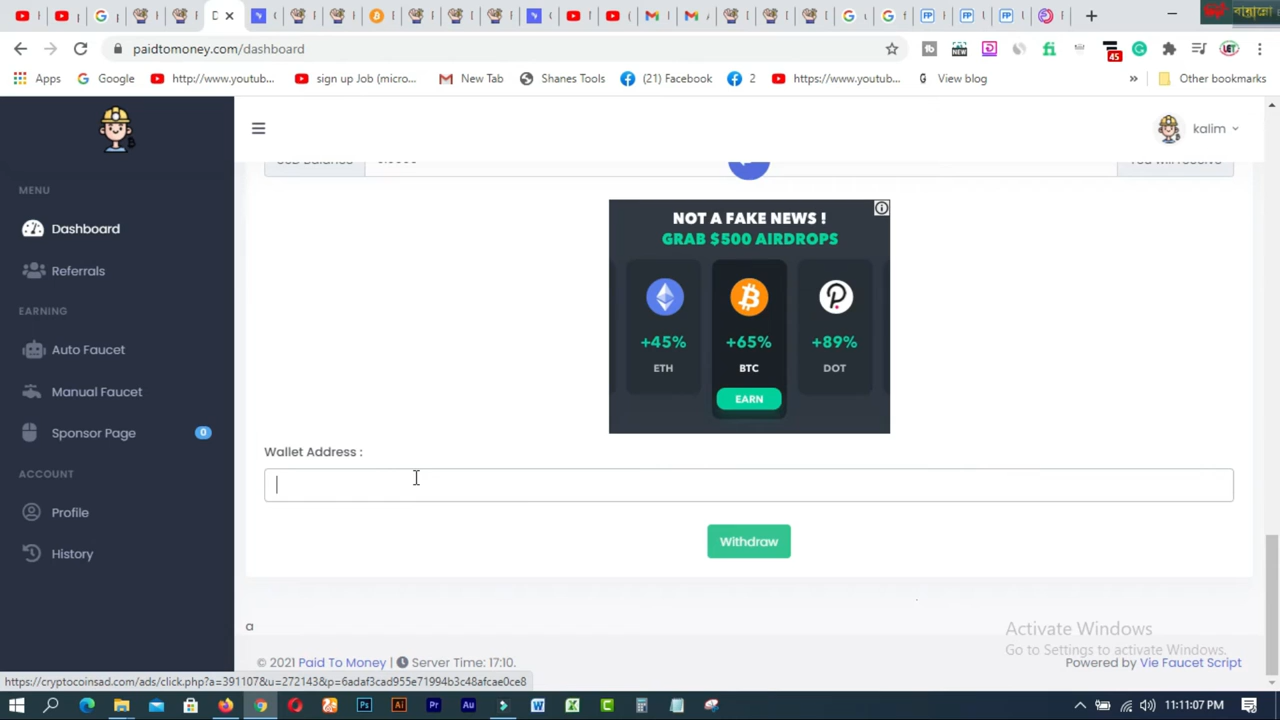 paidtomoney.com/dashboard
45
Apps
Google
http://www.youtub...
sign up Job (micro...
New Tab
Shanes Tools
(21) Facebook
2
https://www.youtub...
View blog
»
Other bookmarks
kalim
MENU
Dashboard
Referrals
EARNING
Auto Faucet
Manual Faucet
Sponsor Page
0
ACCOUNT
Profile
History
NOT A FAKE NEWS !
GRAB $500 AIRDROPS
+45%
+65%
+89%
ETH
BTC
DOT
EARN
Wallet Address :
Withdraw
a
Activate Windows
Go to Settings to activate Windows.
© 2021 Paid To Money | Server Time: 17:10.
Powered by Vie Faucet Script
https://cryptocoinsad.com/ads/click.php?a=391107&u=272143&p=6adaf3cad955e71994b3c48afcae0ce8
11:11:07 PM